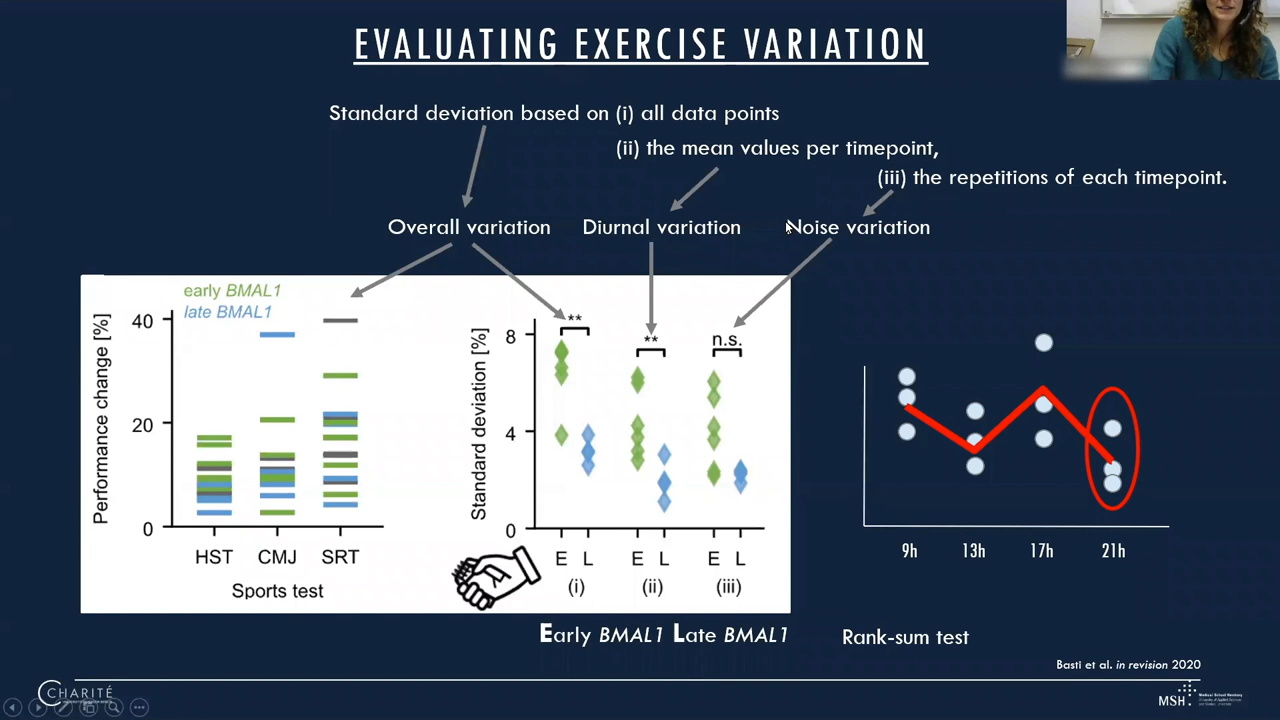 EVALUATING EXERCISE VARIATION
Standard deviation based on (i) all data points
(ii) the mean values per timepoint,
(iii) the repetitions of each timepoint.
Overall variation
Diurnal variation
Noise variation
early BMAL1
late BMAL1
Performance change [%]
40
20
0
HST CMJ SRT
Sports test
Standard deviation [%]
8
4
0
**
**
n.s.
E L E L E L
(i) (ii) (iii)
9h 13h 17h 21h
Early BMAL1 Late BMAL1
Rank-sum test
Basti et al. in revision 2020
CHARITÉ
MSH